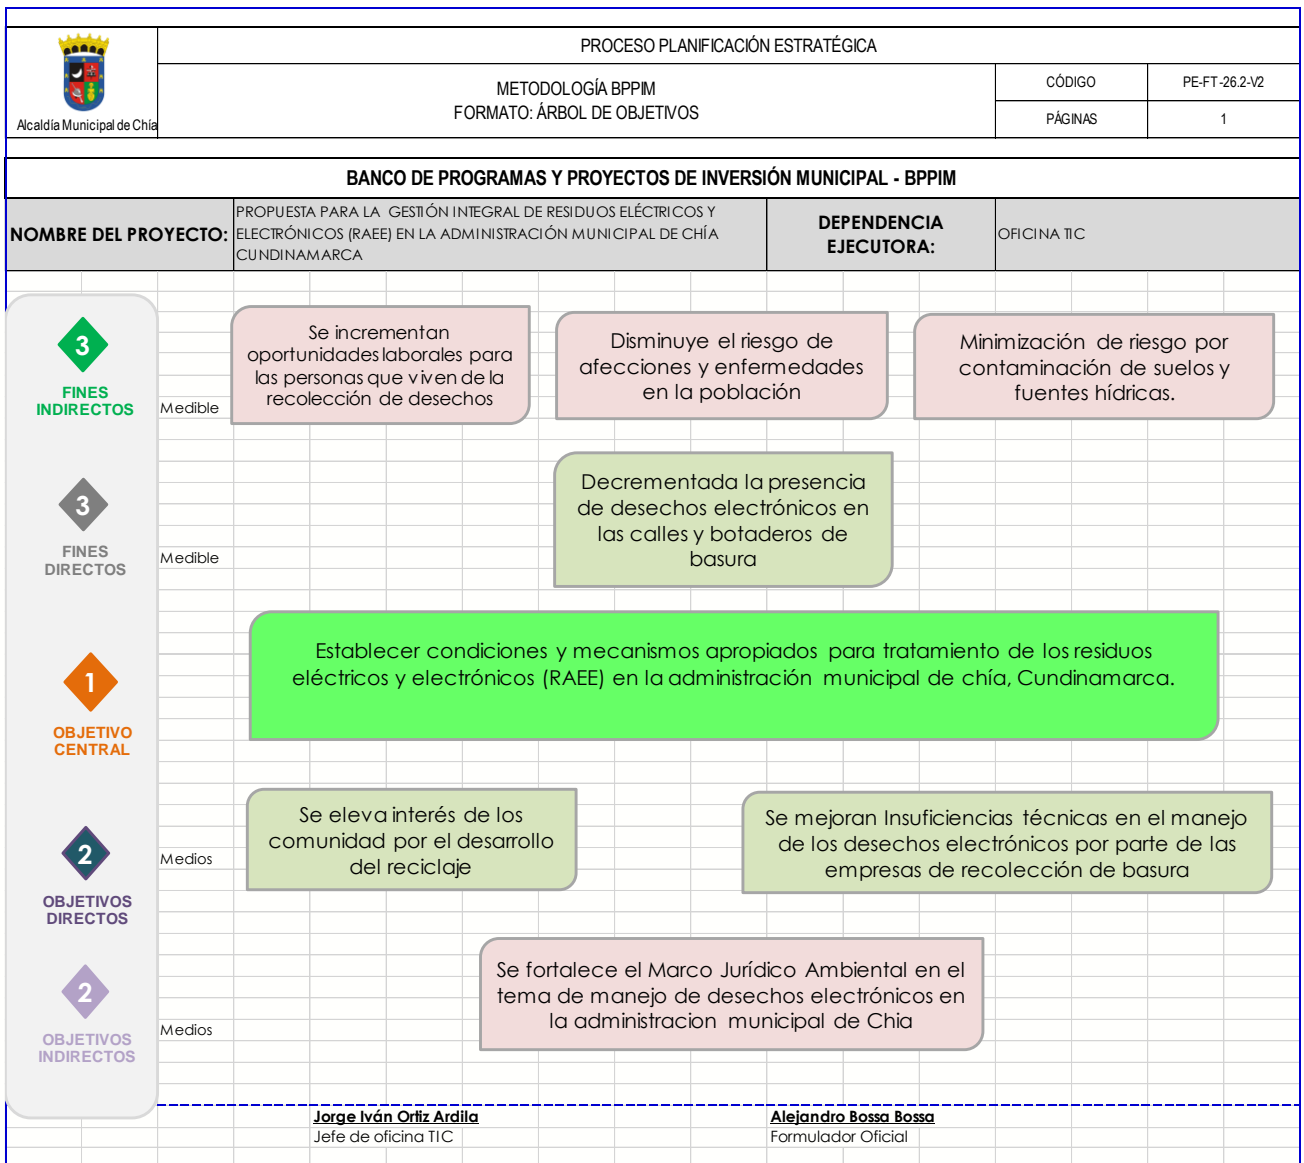 Alcaldía Municipal de Chía
PROCESO PLANIFICACIÓN ESTRATÉGICA
METODOLOGÍA BPPIM
FORMATO: ÁRBOL DE OBJETIVOS
CÓDIGO
PE-FT-26.2-V2
PÁGINAS
1
BANCO DE PROGRAMAS Y PROYECTOS DE INVERSIÓN MUNICIPAL - BPPIM
NOMBRE DEL PROYECTO:
PROPUESTA PARA LA GESTIÓN INTEGRAL DE RESIDUOS ELÉCTRICOS Y
ELECTRÓNICOS (RAEE) EN LA ADMINISTRACIÓN MUNICIPAL DE CHÍA
CUNDINAMARCA
DEPENDENCIA
EJECUTORA:
OFICINA TIC
3
FINES
INDIRECTOS
Medible
Se incrementan
oportunidades laborales para
las personas que viven de la
recolección de desechos
Disminuye el riesgo de
afecciones y enfermedades
en la población
Minimización de riesgo por
contaminación de suelos y
fuentes hídricas.
3
FINES
DIRECTOS
Medible
Decrementada la presencia
de desechos electrónicos en
las calles y botaderos de
basura
1
OBJETIVO
CENTRAL
Establecer condiciones y mecanismos apropiados para tratamiento de los residuos
eléctricos y electrónicos (RAEE) en la administración municipal de chía, Cundinamarca.
2
OBJETIVOS
DIRECTOS
Medios
Se eleva interés de los
comunidad por el desarrollo
del reciclaje
Se mejoran Insuficiencias técnicas en el manejo
de los desechos electrónicos por parte de las
empresas de recolección de basura
2
OBJETIVOS
INDIRECTOS
Medios
Se fortalece el Marco Jurídico Ambiental en el
tema de manejo de desechos electrónicos en
la administracion municipal de Chia
Jorge Iván Ortiz Ardila
Jefe de oficina TIC
Alejandro Bossa Bossa
Formulador Oficial